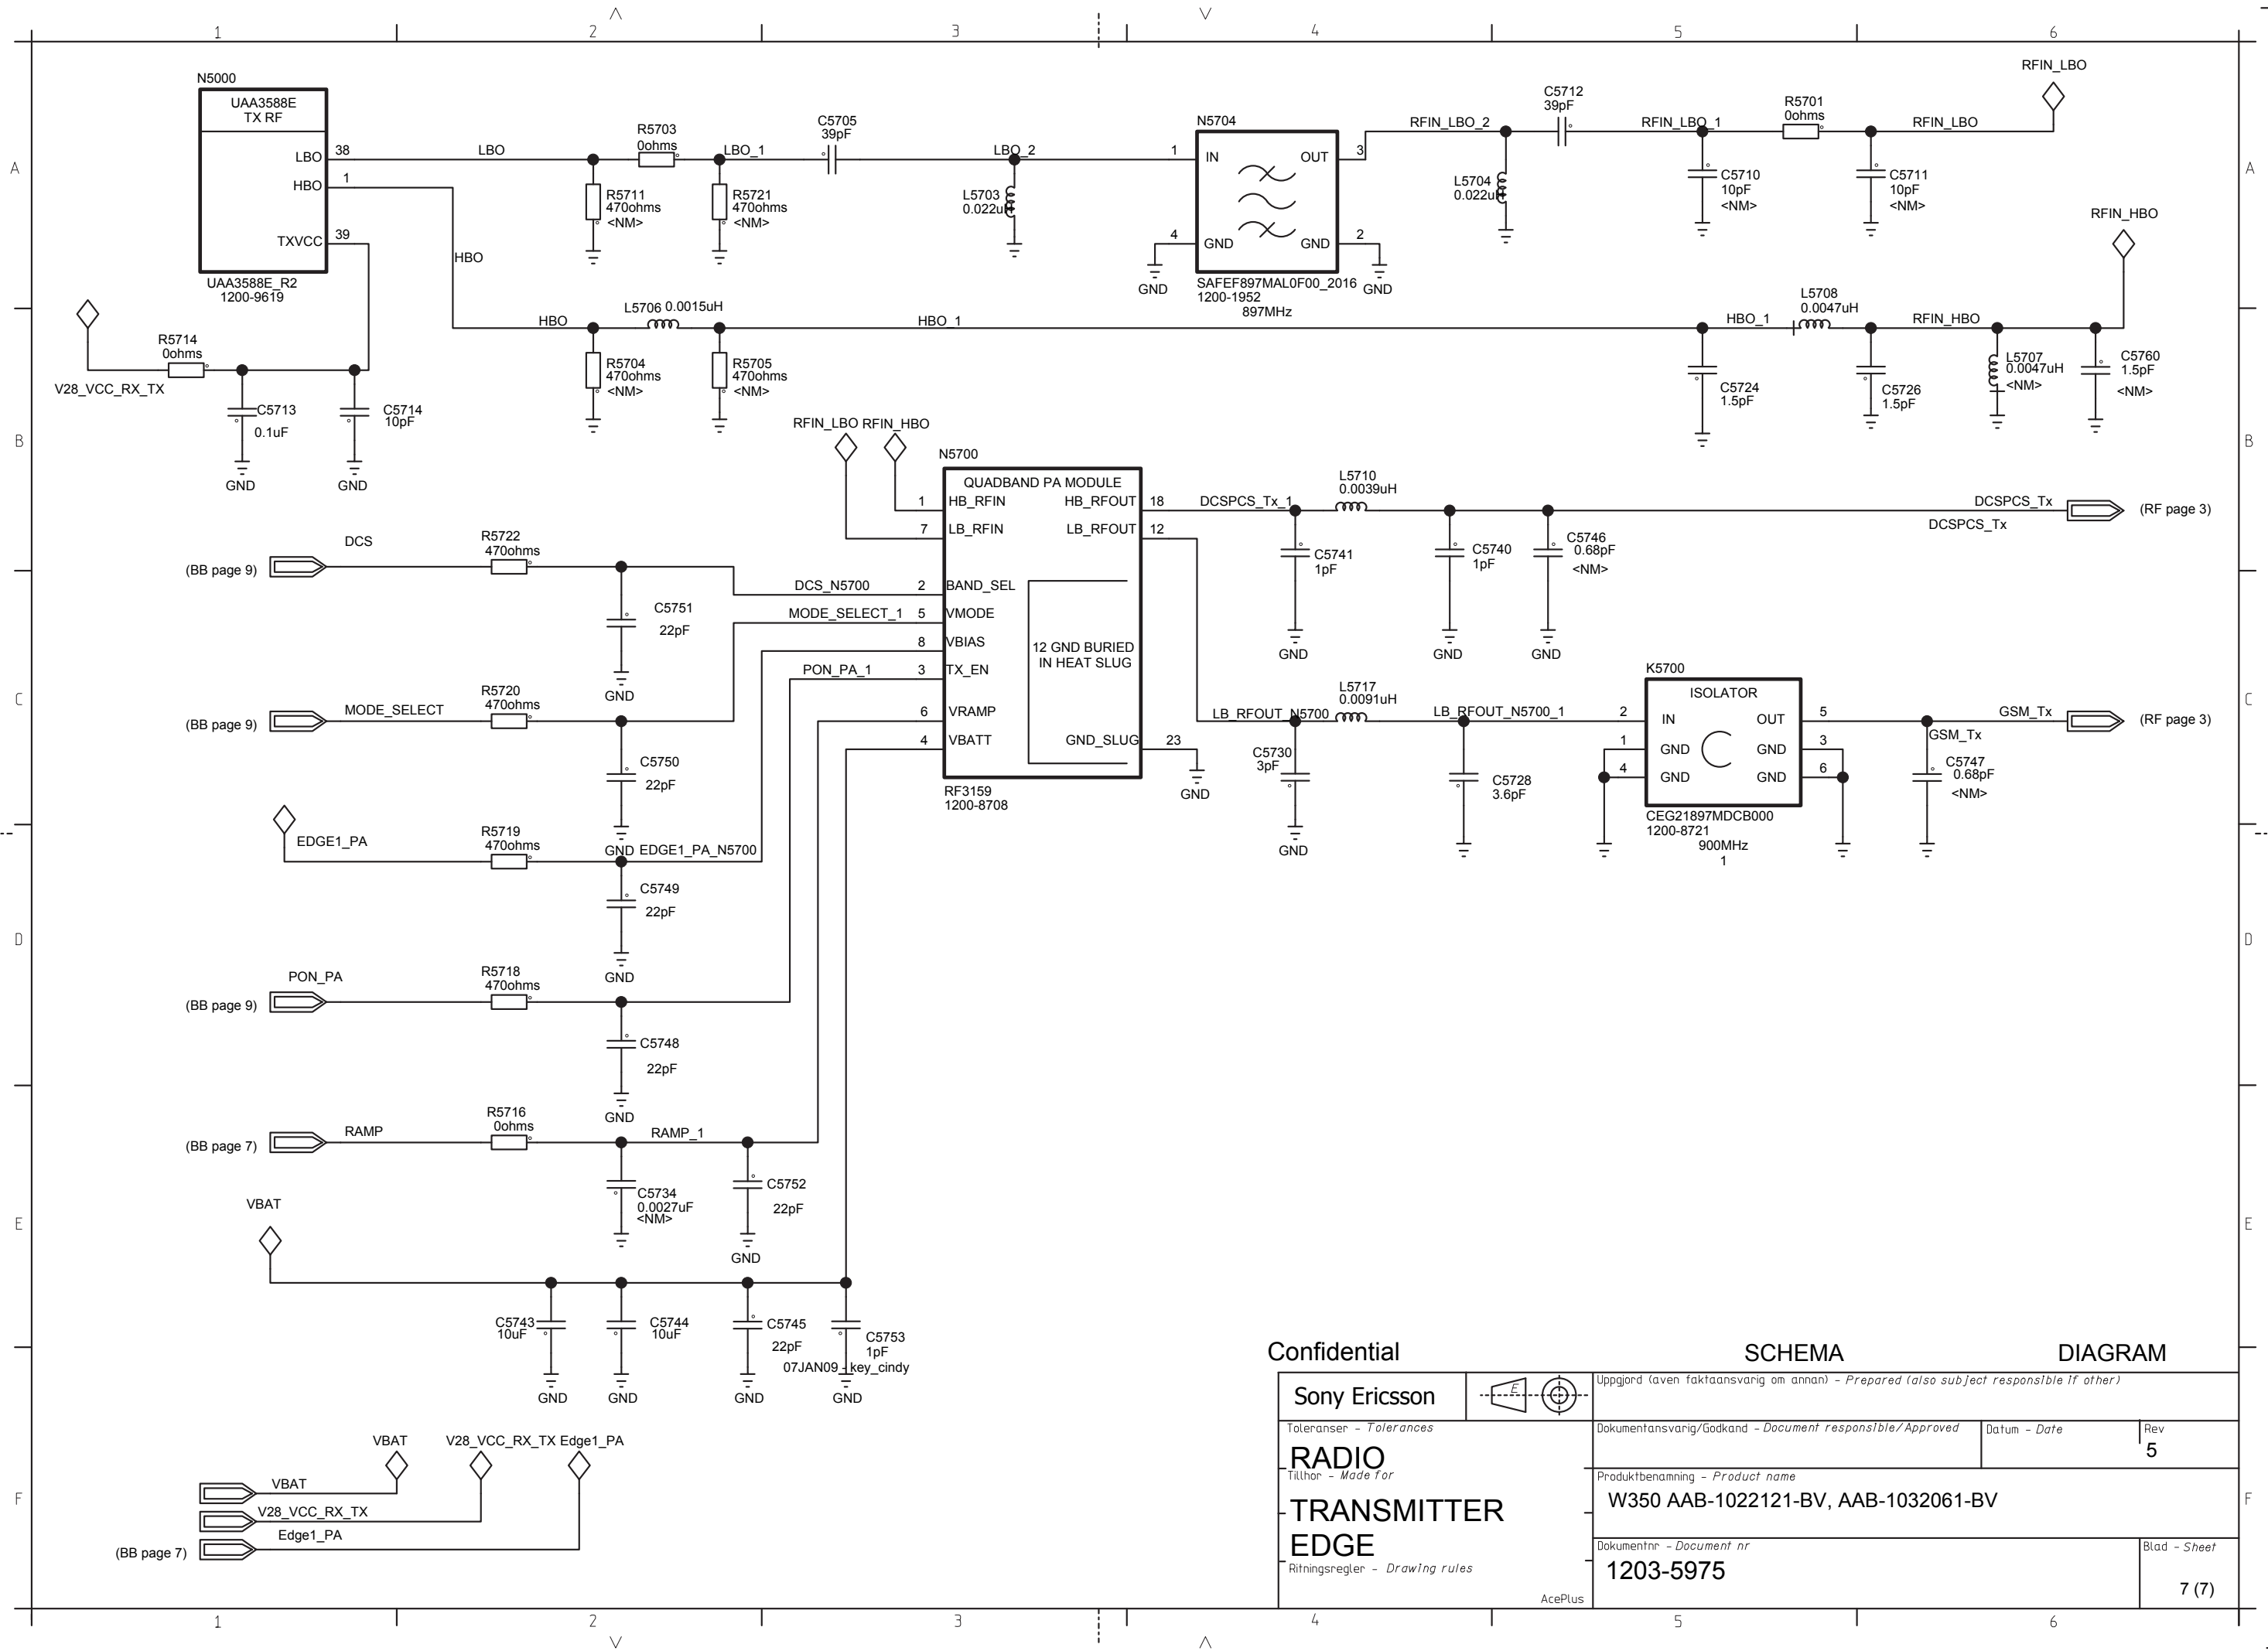 1 2 3 4 5 6
N5000
UAA3588E
TX RF
LBO 38
HBO 1
TXVCC 39
UAA3588E_R2
1200-9619
LBO
R5703
0ohms
LBO_1
C5705
39pF
LBO_2
R5711
470ohms
<NM>
R5721
470ohms
<NM>
L5703
0.022uH
N5704
1 IN OUT 3
4 GND GND 2
GND
GND
SAFEF897MAL0F00_2016
1200-1952
897MHz
RFIN_LBO_2
C5712
39pF
RFIN_LBO_1
R5701
0ohms
RFIN_LBO
RFIN_LBO
L5704
0.022uH
C5710
10pF
<NM>
C5711
10pF
<NM>
RFIN_HBO
A
A
HBO
HBO
L5706 0.0015uH
HBO_1
R5704
470ohms
<NM>
R5705
470ohms
<NM>
HBO_1
L5708
0.0047uH
RFIN_HBO
C5724
1.5pF
C5726
1.5pF
L5707
0.0047uH
<NM>
C5760
1.5pF
<NM>
R5714
0ohms
V28_VCC_RX_TX
C5713
0.1uF
C5714
10pF
GND
GND
B
B
RFIN_LBO RFIN_HBO
N5700
QUADBAND PA MODULE
1 HB_RFIN HB_RFOUT 18
7 LB_RFIN LB_RFOUT 12
2 BAND_SEL
5 VMODE
8 VBIAS
3 TX_EN
6 VRAMP
4 VBATT GND_SLUG 23
12 GND BURIED
IN HEAT SLUG
RF3159
1200-8708
GND
DCSPCS_Tx_1
L5710
0.0039uH
DCSPCS_Tx
DCSPCS_Tx
(RF page 3)
C5741
1pF
C5740
1pF
C5746
0.68pF
<NM>
GND
GND
GND
(BB page 9)
DCS
R5722
470ohms
DCS_N5700
C5751
22pF
GND
MODE_SELECT_1
PON_PA_1
C
C
(BB page 9)
MODE_SELECT
R5720
470ohms
C5750
22pF
GND
LB_RFOUT_N5700
L5717
0.0091uH
LB_RFOUT_N5700_1
C5730
3pF
GND
C5728
3.6pF
K5700
ISOLATOR
2 IN OUT 5
1 GND GND 3
4 GND GND 6
CEG21897MDCB000
1200-8721
900MHz
1
GSM_Tx
GSM_Tx
(RF page 3)
C5747
0.68pF
<NM>
EDGE1_PA
R5719
470ohms
EDGE1_PA_N5700
C5749
22pF
GND
D
D
(BB page 9)
PON_PA
R5718
470ohms
C5748
22pF
GND
(BB page 7)
RAMP
R5716
0ohms
RAMP_1
C5734
0.0027uF
<NM>
C5752
22pF
GND
E
E
VBAT
C5743
10uF
C5744
10uF
C5745
22pF
C5753
1pF
07JAN09 - key_cindy
GND
GND
GND
GND
F
F
VBAT
V28_VCC_RX_TX Edge1_PA
VBAT
V28_VCC_RX_TX
Edge1_PA
(BB page 7)
Confidential
SCHEMA
DIAGRAM
Sony Ericsson
E
Uppgjord (aven faktaansvarig om annan) - Prepared (also subject responsible if other)
Toleranser - Tolerances
RADIO
Dokumentansvarig/Godkand - Document responsible/Approved
Datum - Date
Rev
5
Tillhor - Made for
TRANSMITTER
EDGE
Produktbenamning - Product name
W350 AAB-1022121-BV, AAB-1032061-BV
Ritningsregler - Drawing rules
AcePlus
Dokumentnr - Document nr
1203-5975
Blad - Sheet
7 (7)
1 2 3 4 5 6